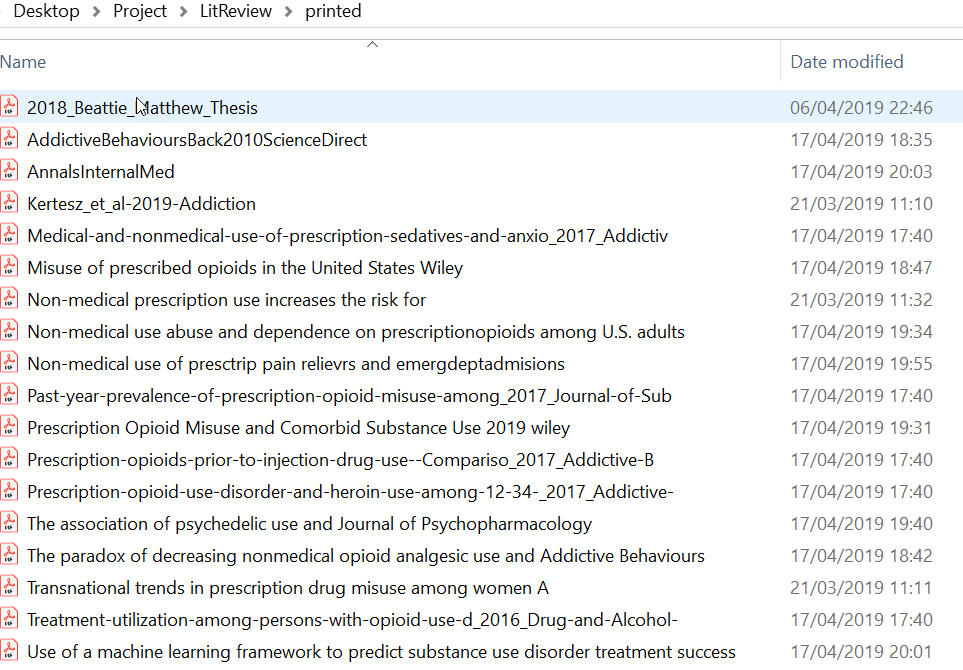 Desktop > Project > LitReview > printed
Name Date modified
2018_Beattie_Matthew_Thesis 06/04/2019 22:46
AddictiveBehavioursBack2010ScienceDirect 17/04/2019 18:35
AnnalsInternalMed 17/04/2019 20:03
Kertesz_et_al-2019-Addiction 21/03/2019 11:10
Medical-and-nonmedical-use-of-prescription-sedatives-and-anxio_2017_Addictiv 17/04/2019 17:40
Misuse of prescribed opioids in the United States Wiley 17/04/2019 18:47
Non-medical prescription use increases the risk for 21/03/2019 11:32
Non-medical use abuse and dependence on prescriptionopioids among U.S. adults 17/04/2019 19:34
Non-medical use of presctrip pain relievrs and emergdeptadmisions 17/04/2019 19:55
Past-year-prevalence-of-prescription-opioid-misuse-among_2017_Journal-of-Sub 17/04/2019 17:40
Prescription Opioid Misuse and Comorbid Substance Use 2019 wiley 17/04/2019 19:31
Prescription-opioids-prior-to-injection-drug-use--Compariso_2017_Addictive-B 17/04/2019 17:40
Prescription-opioid-use-disorder-and-heroin-use-among-12-34-_2017_Addictive- 17/04/2019 17:40
The association of psychedelic use and Journal of Psychopharmacology 17/04/2019 19:40
The paradox of decreasing nonmedical opioid analgesic use and Addictive Behaviours 17/04/2019 18:42
Transnational trends in prescription drug misuse among women A 21/03/2019 11:11
Treatment-utilization-among-persons-with-opioid-use-d_2016_Drug-and-Alcohol- 17/04/2019 17:40
Use of a machine learning framework to predict substance use disorder treatment success 17/04/2019 20:01